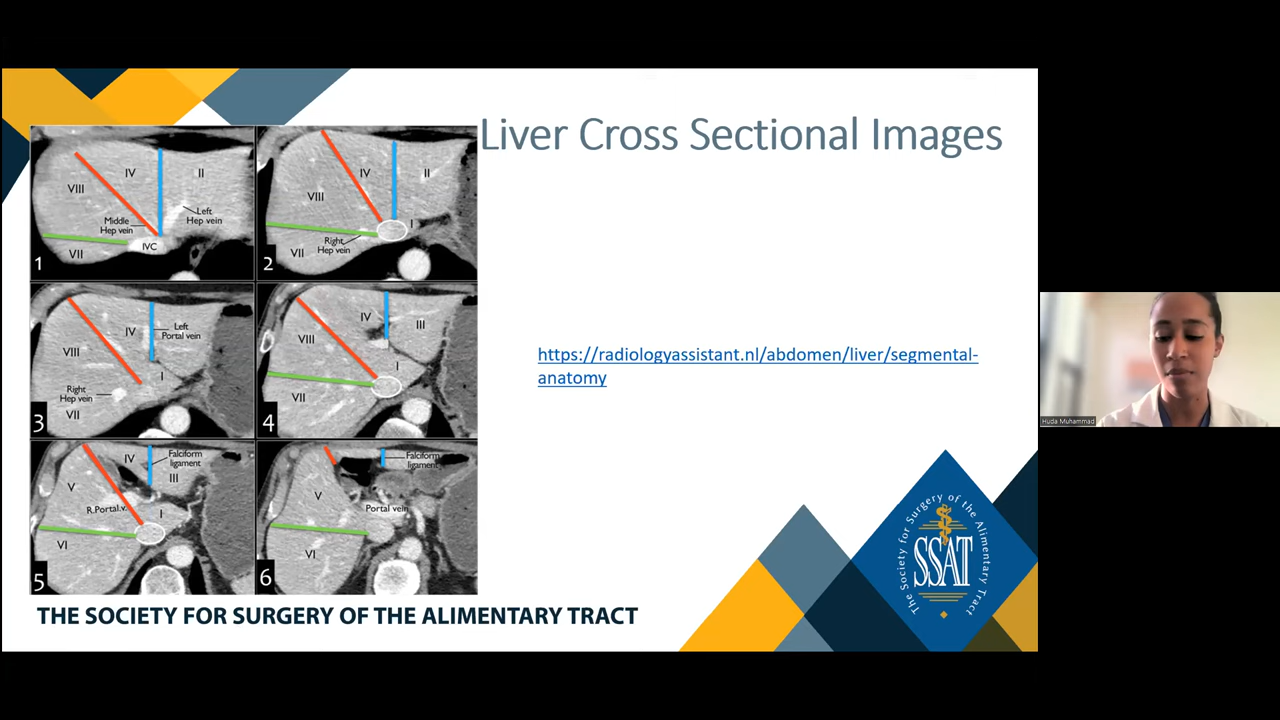 Liver Cross Sectional Images
VIII
IV
II
Left
Hep vein
Middle
Hep vein
IVC
VII
1
IV
II
VIII
I
Right
Hep vein
VII
2
IV
Left
Portal vein
VIII
I
Right
Hep vein
VII
3
IV
III
VIII
I
VII
4
IV
Falciform
ligament
III
V
R.Portal.v.
I
VI
5
Falciform
ligament
V
Portal vein
VI
6
https://radiologyassistant.nl/abdomen/liver/segmental-
anatomy
Huda Muhammad
The Society for Surgery of the Alimentary Tract
SSAT
THE SOCIETY FOR SURGERY OF THE ALIMENTARY TRACT